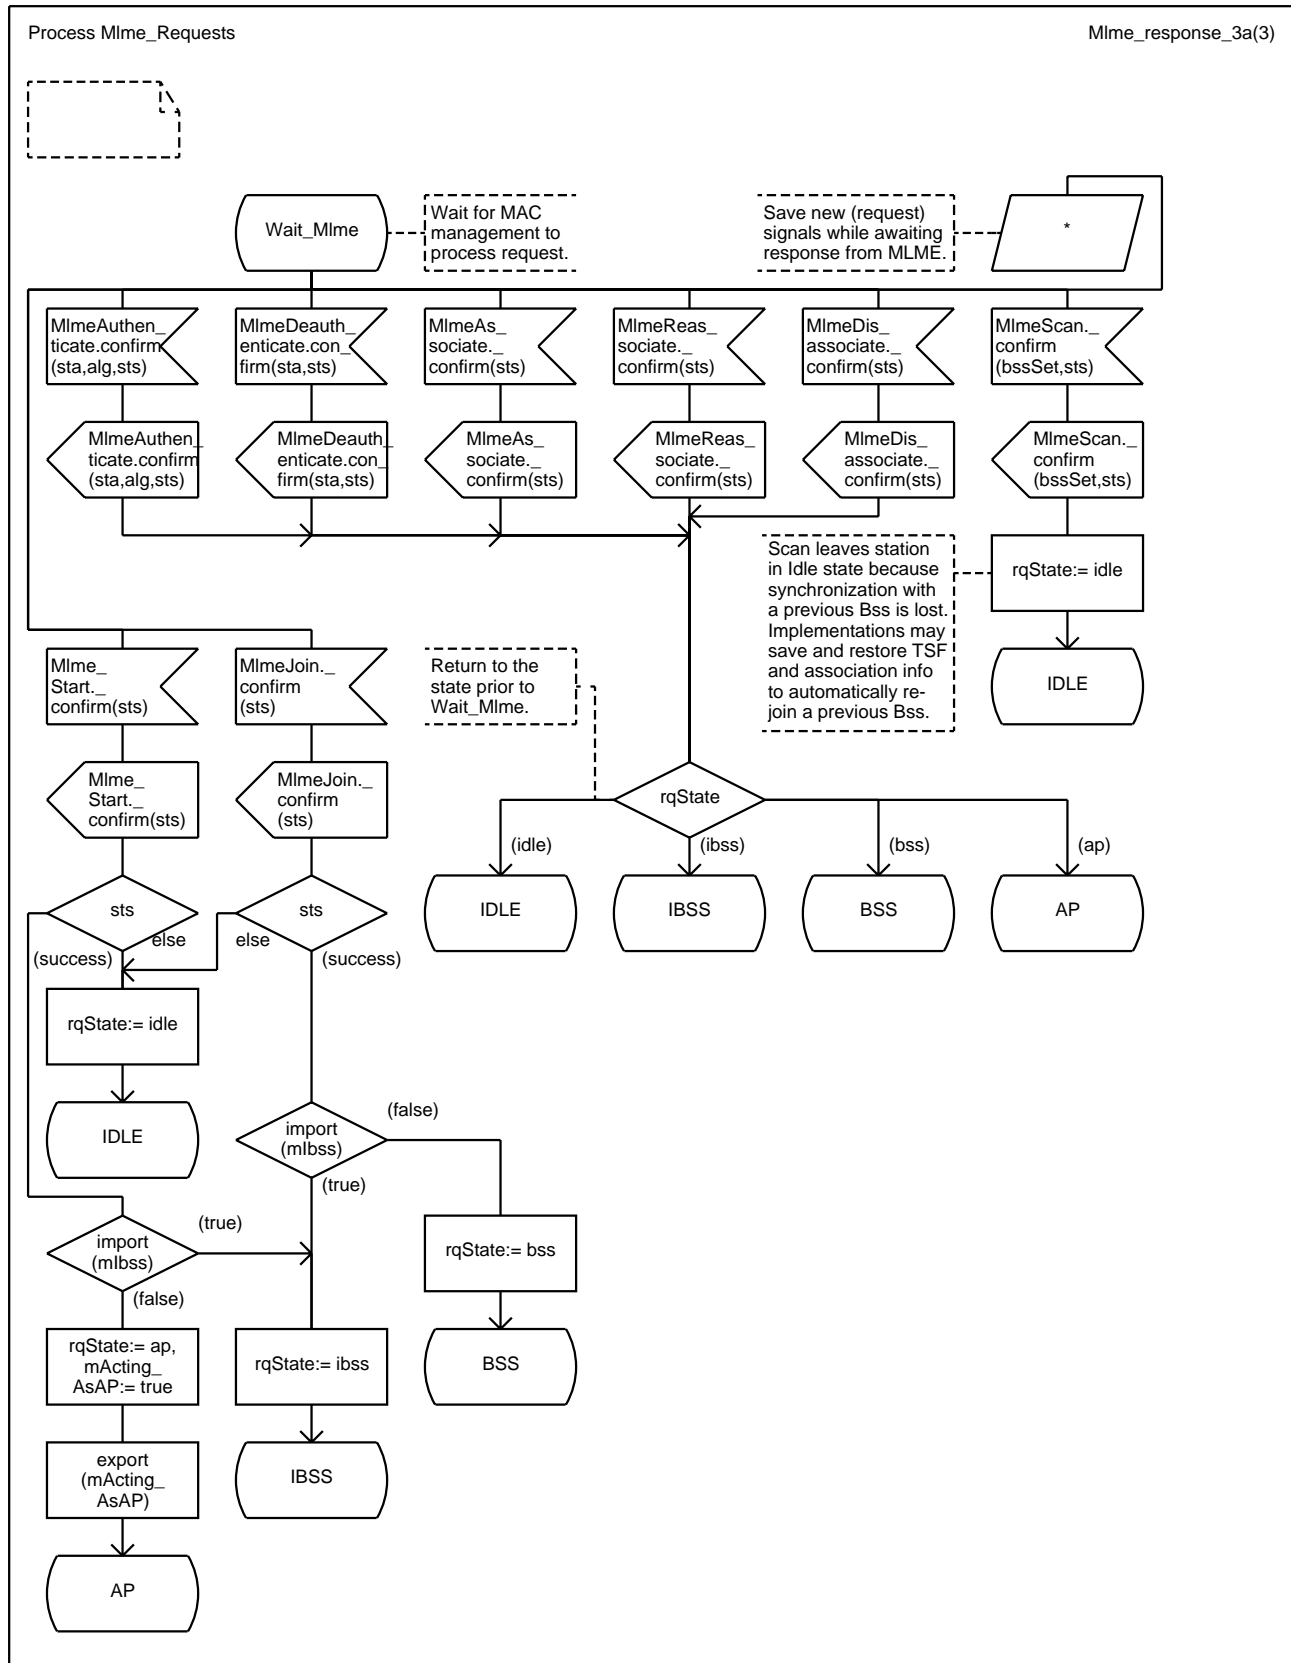 Process Mlme_Requests
Mlme_response_3a(3)
Wait_Mlme
Wait for MAC
management to
process request.
Save new (request)
signals while awaiting
response from MLME.
*
MlmeAuthen_
ticate.confirm
(sta,alg,sts)
MlmeDeauth_
enticate.con_
firm(sta,sts)
MlmeAs_
sociate._
confirm(sts)
MlmeReas_
sociate._
confirm(sts)
MlmeDis_
associate._
confirm(sts)
MlmeScan._
confirm
(bssSet,sts)
MlmeAuthen_
ticate.confirm
(sta,alg,sts)
MlmeDeauth_
enticate.con_
firm(sta,sts)
MlmeAs_
sociate._
confirm(sts)
MlmeReas_
sociate._
confirm(sts)
MlmeDis_
associate._
confirm(sts)
MlmeScan._
confirm
(bssSet,sts)
Scan leaves station
in Idle state because
synchronization with
a previous Bss is lost.
Implementations may
save and restore TSF
and association info
to automatically re-
join a previous Bss.
rqState:= idle
IDLE
Mlme_
Start._
confirm(sts)
MlmeJoin._
confirm
(sts)
Return to the
state prior to
Wait_Mlme.
Mlme_
Start._
confirm(sts)
MlmeJoin._
confirm
(sts)
rqState
(idle)
(ibss)
(bss)
(ap)
IDLE
IBSS
BSS
AP
sts
sts
(success)
else
else
(success)
rqState:= idle
IDLE
import
(mIbss)
(false)
(true)
import
(mIbss)
(true)
(false)
rqState:= bss
BSS
rqState:= ap,
mActing_
AsAP:= true
rqState:= ibss
export
(mActing_
AsAP)
IBSS
AP